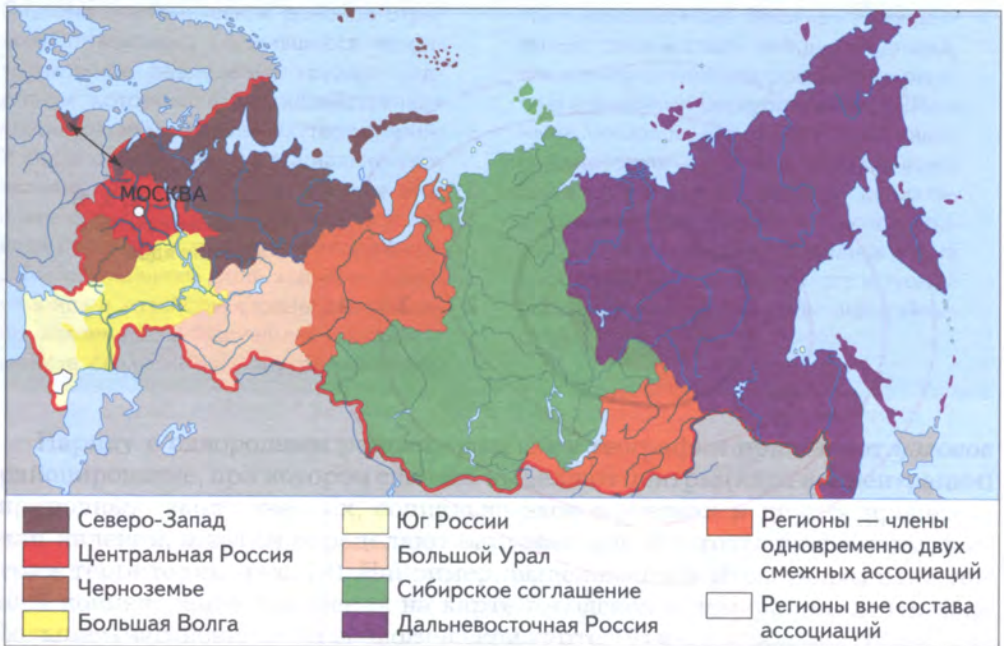 МОСКВА
Северо-Запад
Центральная Россия
Черноземье
Большая Волга
Юг России
Большой Урал
Сибирское соглашение
Дальневосточная Россия
Регионы — члены
одновременно двух
смежных ассоциаций
Регионы вне состава
ассоциаций